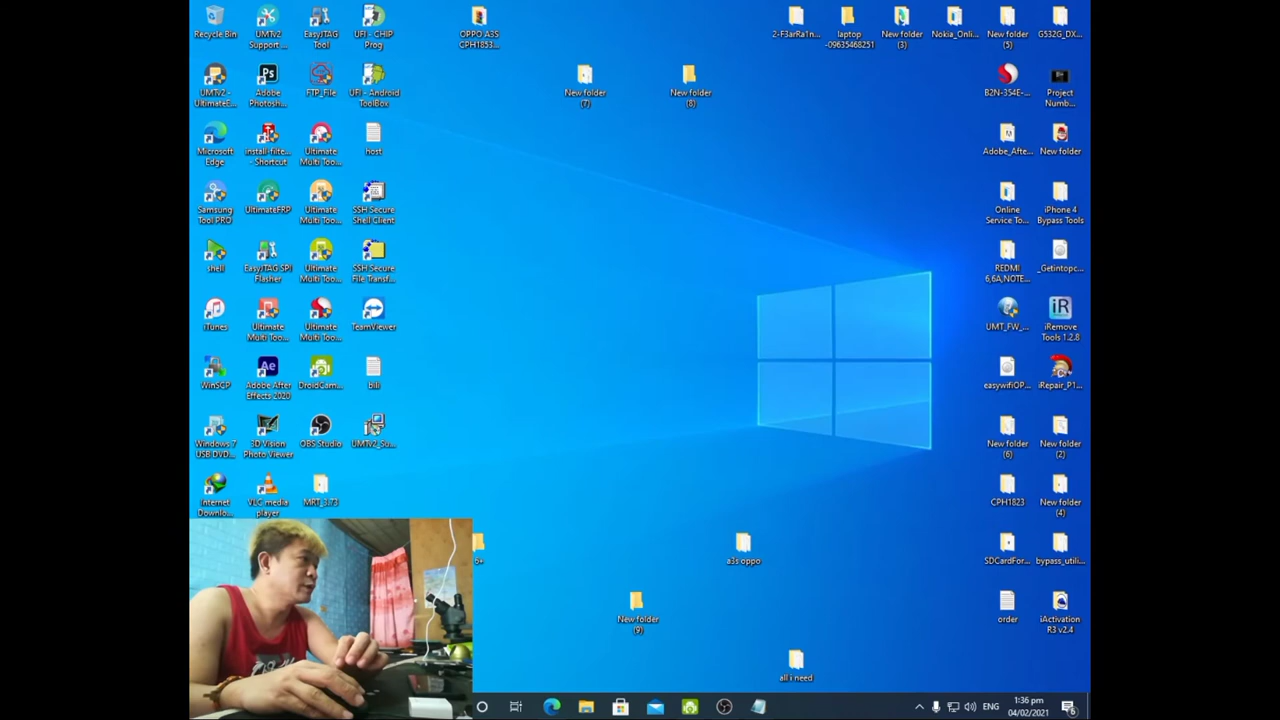 Recycle Bin
UMTv2
Support ...
EasyJTAG
Tool
UFI - CHIP
Prog
OPPO A3S
CPH1853...
2-F3arRa1n...
laptop
-09635468251
New folder
(3)
Nokia_Onli...
New folder
(5)
G532G_DX...
UMTv2 -
UltimateE...
Adobe
Photosh...
FTP_File
UFI - Android
ToolBox
New folder
(7)
New folder
(8)
B2N-354E-...
Project
Numb...
Microsoft
Edge
install-filte...
- Shortcut
Ultimate
Multi Too...
host
Adobe_Afte...
New folder
Samsung
Tool PRO
UltimateFRP
Ultimate
Multi Too...
SSH Secure
Shell Client
Online
Service To...
iPhone 4
Bypass Tools
shell
EasyJTAG SPI
Flasher
Ultimate
Multi Too...
SSH Secure
File Transf...
REDMI
6,6A,NOTE...
_Getintopc...
iTunes
Ultimate
Multi Too...
Ultimate
Multi Too...
TeamViewer
UMT_FW_...
iR
iRemove
Tools 1.2.8
WinSCP
Adobe After
Effects 2020
DroidCam...
bili
easywifiOP...
iRepair_P1...
Windows 7
USB DVD...
3D Vision
Photo Viewer
OBS Studio
UMTv2_Su...
New folder
(6)
New folder
(2)
Internet
Downlo...
VLC media
player
MRT_3.73
CPH1823
New folder
(4)
6+
a3s oppo
SDCardFor...
bypass_utili...
New folder
(9)
order
iActivation
R3 v2.4
all i need
ENG
1:36 pm
04/02/2021